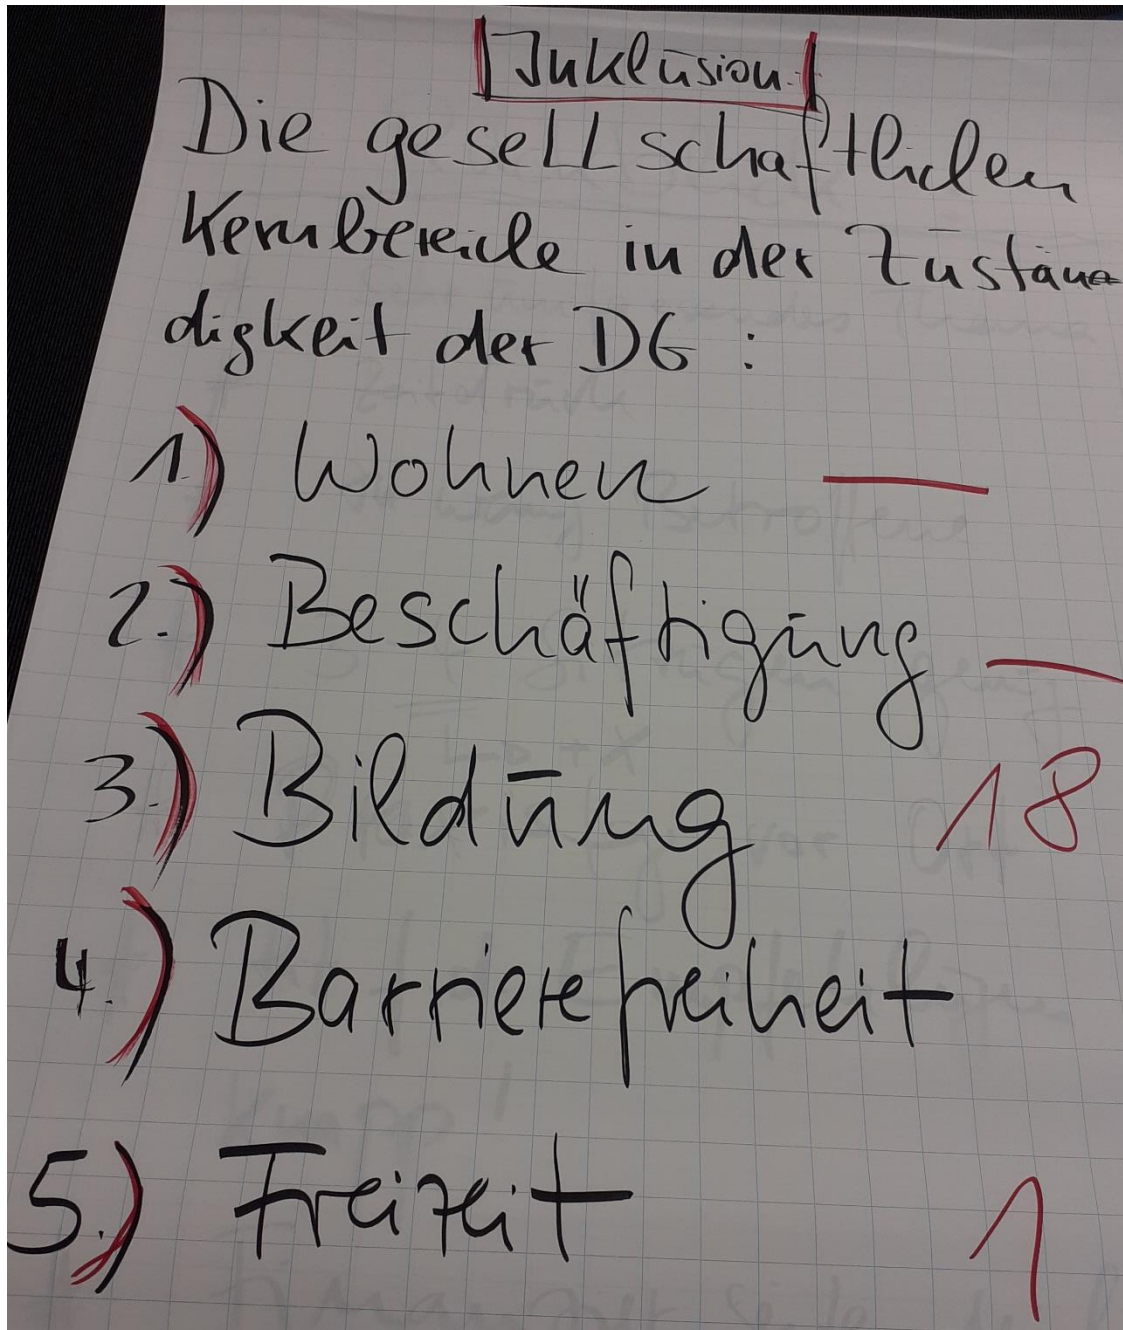 Inklusion
Die gesellschaftlichen
Kernbereiche in der Zustän-
digkeit der DG :
1.) Wohnen —
2.) Beschäftigung —
3.) Bildung 18
4.) Barrierefreiheit
5.) Freizeit 1